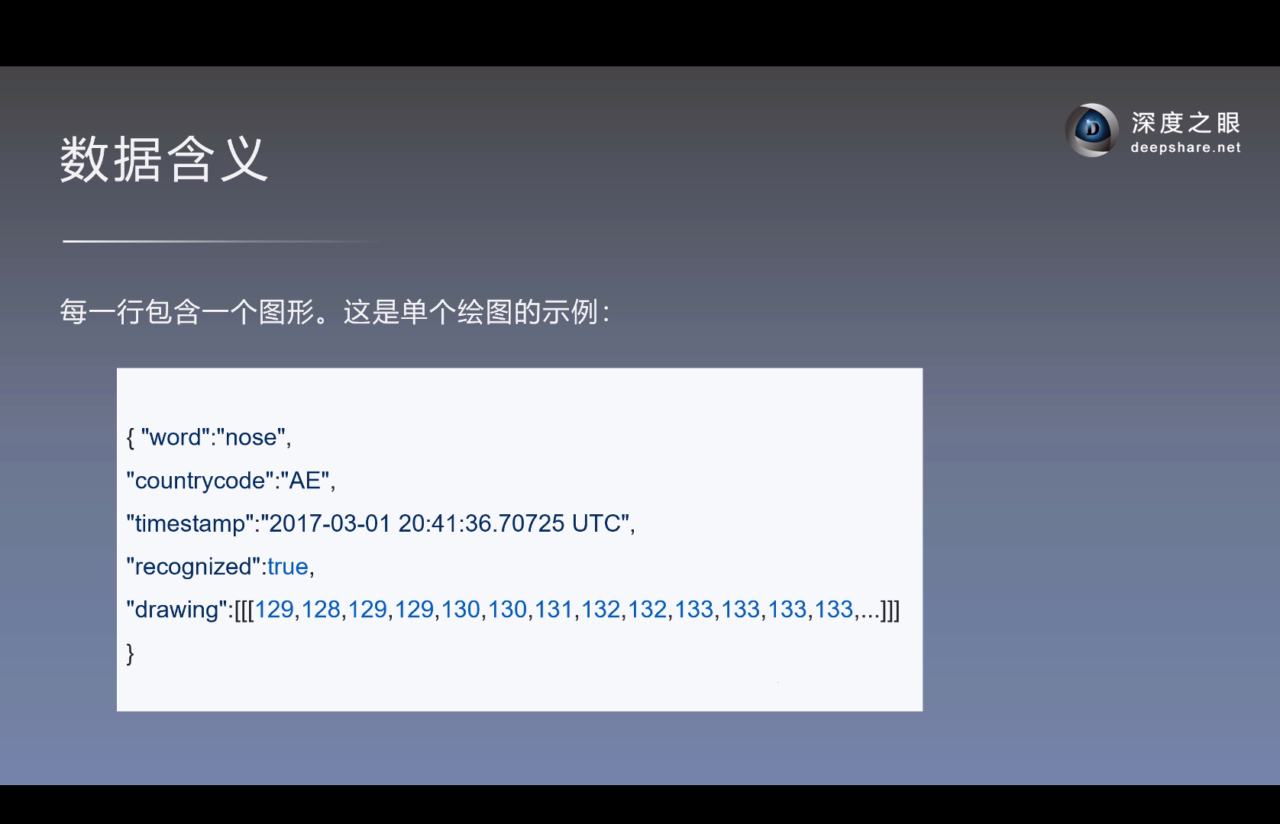 深度之眼
deepshare.net
数据含义
每一行包含一个图形。这是单个绘图的示例：
{ "word":"nose",
"countrycode":"AE",
"timestamp":"2017-03-01 20:41:36.70725 UTC",
"recognized":true,
"drawing":[[[129,128,129,129,130,130,131,132,132,133,133,133,133,...]]]
}